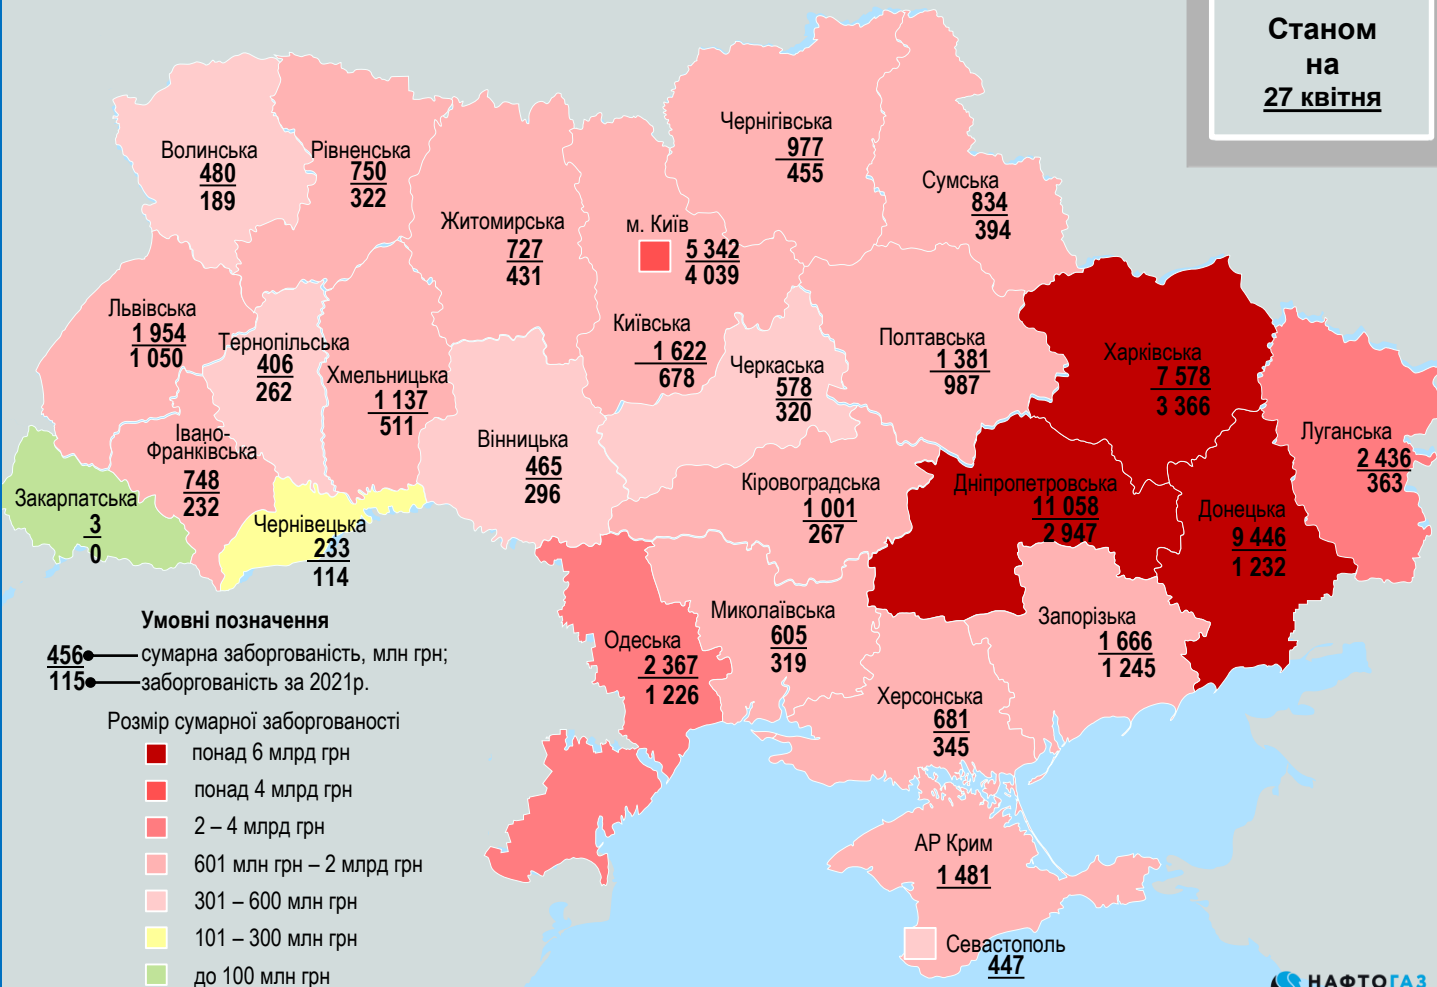 Станом
на
27 квітня
Чернігівська
977
455
Волинська
480
189
Рівненська
750
322
Сумська
834
394
Житомирська
727
431
м. Київ
5 342
4 039
Львівська
1 954
1 050
Тернопільська
406
262
Хмельницька
1 137
511
Київська
1 622
678
Черкаська
578
320
Полтавська
1 381
987
Харківська
7 578
3 366
Луганська
2 436
363
Івано-
Франківська
748
232
Вінницька
465
296
Кіровоградська
1 001
267
Дніпропетровська
11 058
2 947
Донецька
9 446
1 232
Закарпатська
3
0
Чернівецька
233
114
Миколаївська
605
319
Запорізька
1 666
1 245
Одеська
2 367
1 226
Херсонська
681
345
АР Крим
1 481
Севастополь
447
Умовні позначення
456 сумарна заборгованість, млн грн;
115 заборгованість за 2021р.
Розмір сумарної заборгованості
понад 6 млрд грн
понад 4 млрд грн
2 – 4 млрд грн
601 млн грн – 2 млрд грн
301 – 600 млн грн
101 – 300 млн грн
до 100 млн грн
НАФТОГАЗ